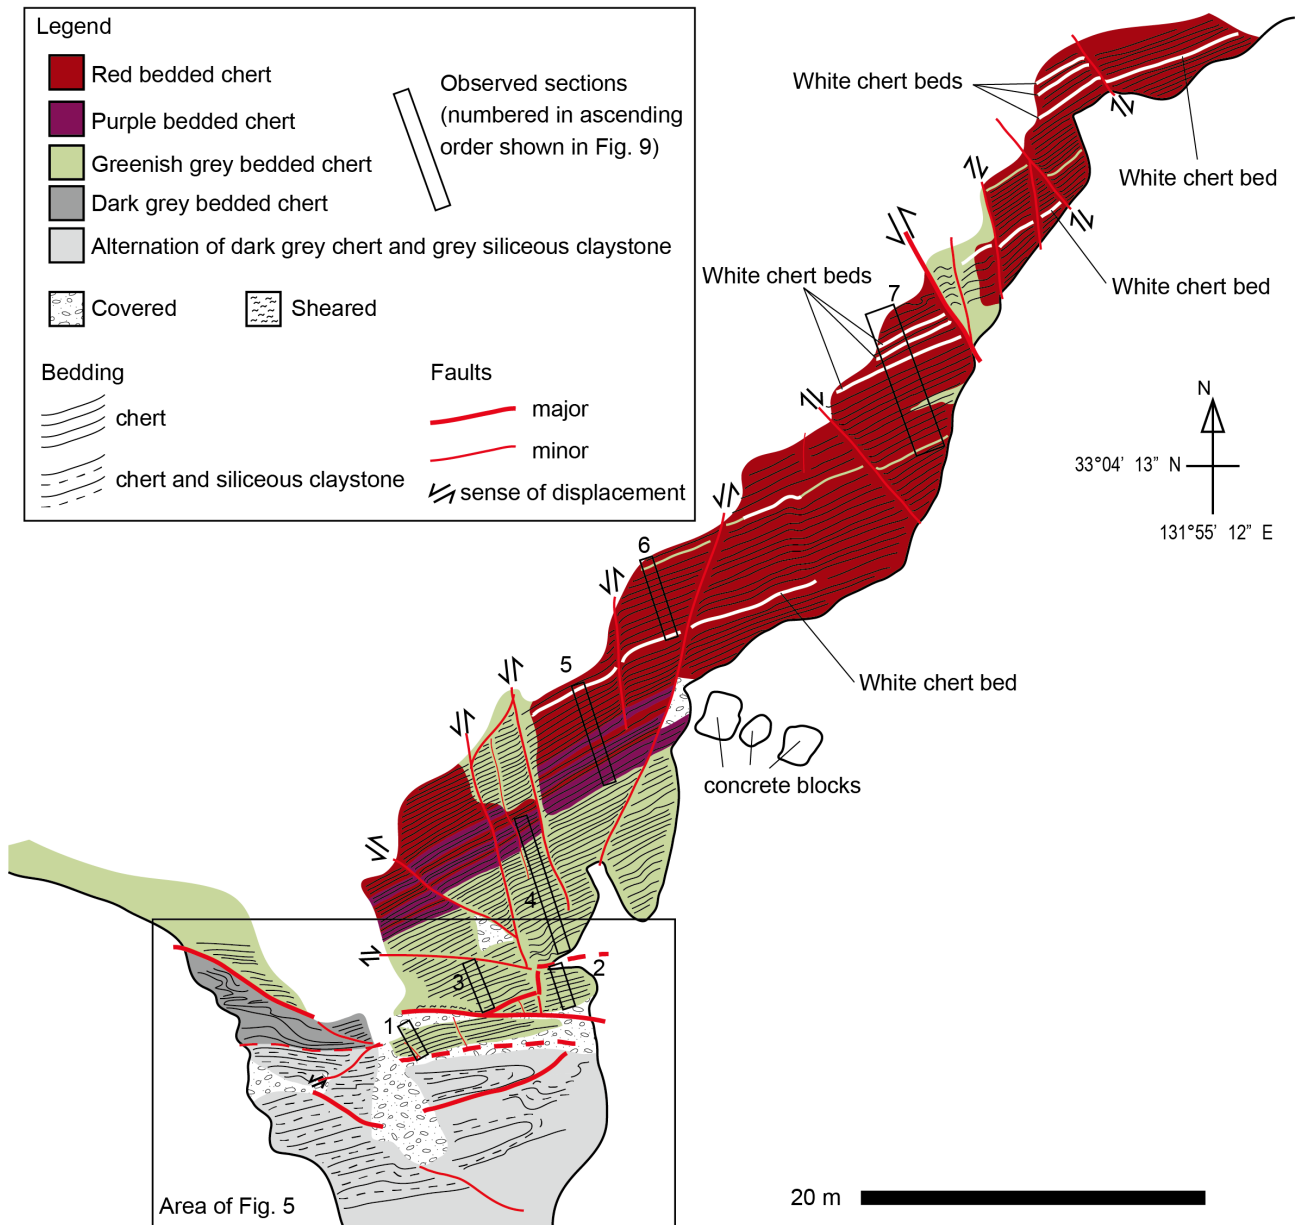 Legend
Red bedded chert
Purple bedded chert
Greenish grey bedded chert
Dark grey bedded chert
Alternation of dark grey chert and grey siliceous claystone
Observed sections
(numbered in ascending
order shown in Fig. 9)
Covered
Sheared
Bedding
chert
chert and siliceous claystone
Faults
major
minor
sense of displacement
White chert beds
White chert bed
White chert beds
White chert bed
7
N
33°04' 13" N
131°55' 12" E
6
5
White chert bed
concrete blocks
4
3
2
1
Area of Fig. 5
20 m